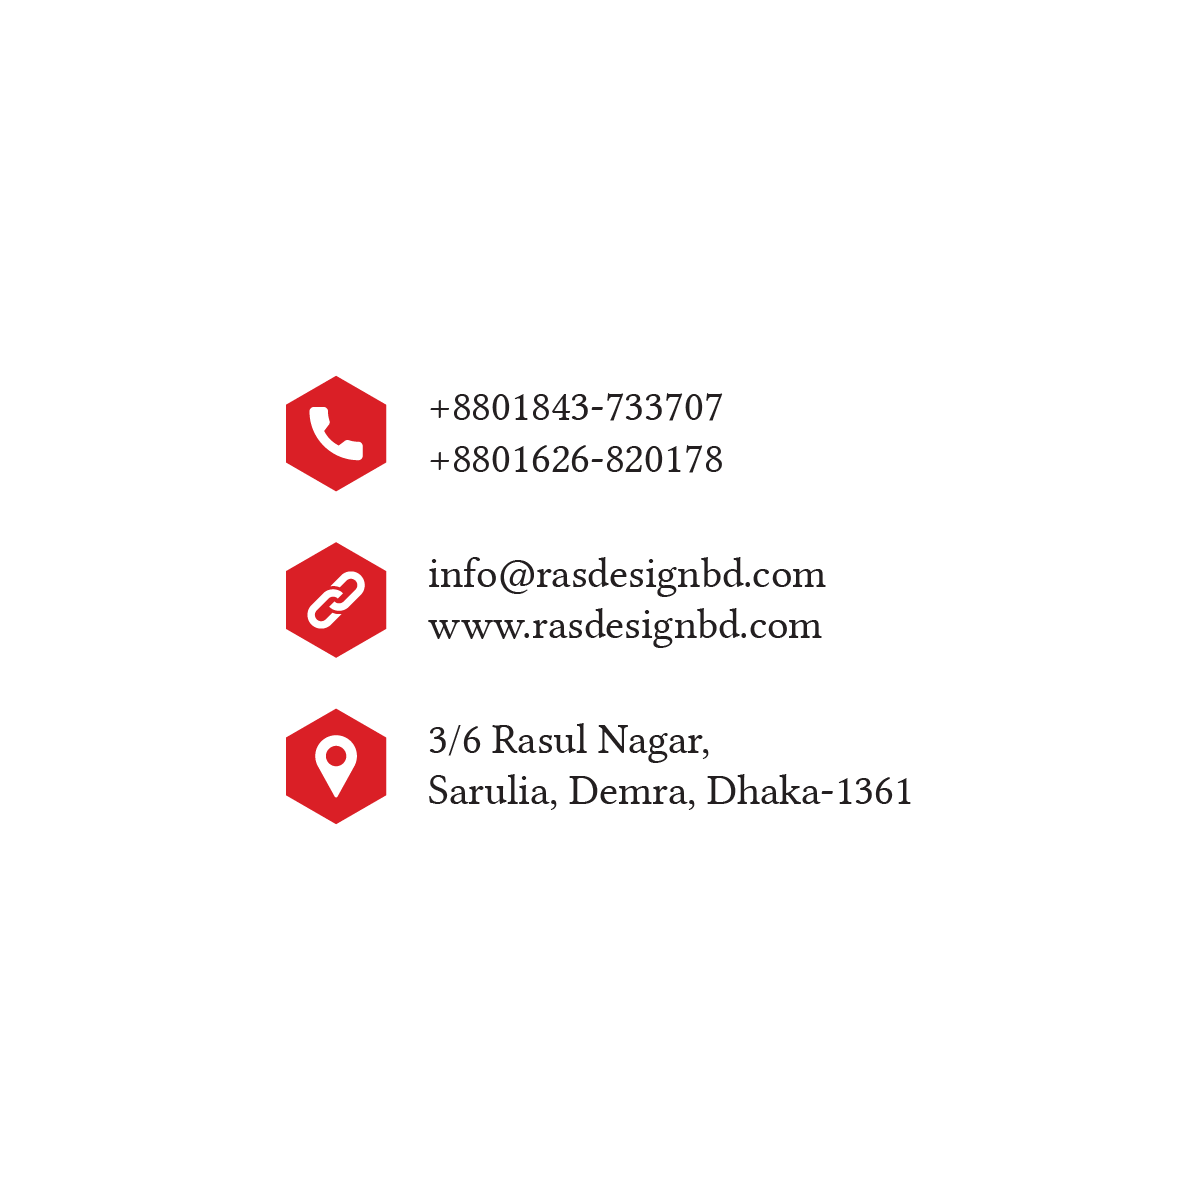 +8801843-733707
+8801626-820178
info@rasdesignbd.com
www.rasdesignbd.com
3/6 Rasul Nagar,
Sarulia, Demra, Dhaka-1361